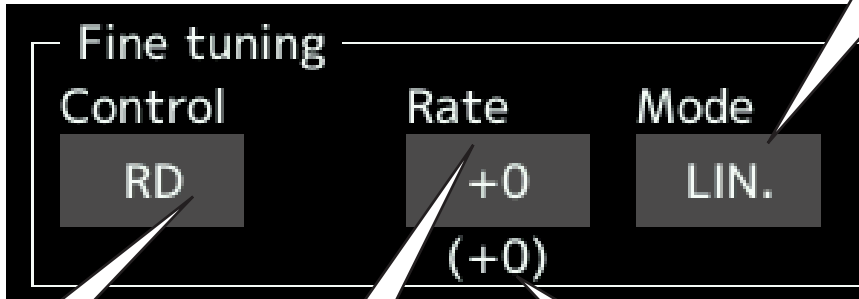 Fine tuning
Control Rate Mode
RD +0 LIN.
(+0)